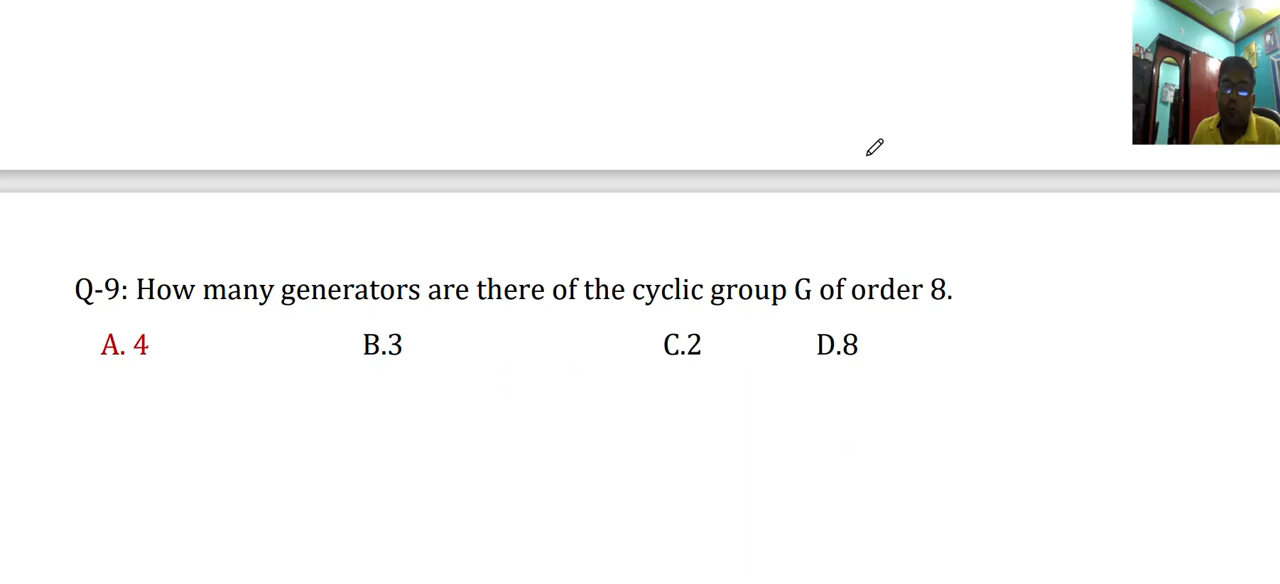 Q-9: How many generators are there of the cyclic group G of order 8.
A. 4 B.3 C.2 D.8